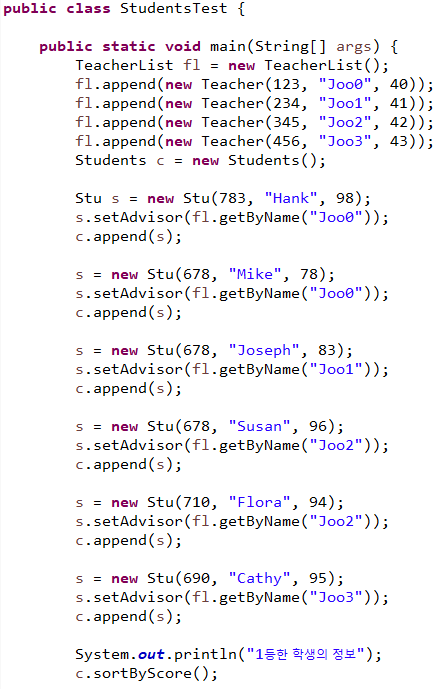 public class StudentsTest {
public static void main(String[] args) {
TeacherList fl = new TeacherList();
fl.append(new Teacher(123, "Joo0", 40));
fl.append(new Teacher(234, "Joo1", 41));
fl.append(new Teacher(345, "Joo2", 42));
fl.append(new Teacher(456, "Joo3", 43));
Students c = new Students();
Stu s = new Stu(783, "Hank", 98);
s.setAdvisor(fl.getByName("Joo0"));
c.append(s);
s = new Stu(678, "Mike", 78);
s.setAdvisor(fl.getByName("Joo0"));
c.append(s);
s = new Stu(678, "Joseph", 83);
s.setAdvisor(fl.getByName("Joo1"));
c.append(s);
s = new Stu(678, "Susan", 96);
s.setAdvisor(fl.getByName("Joo2"));
c.append(s);
s = new Stu(710, "Flora", 94);
s.setAdvisor(fl.getByName("Joo2"));
c.append(s);
s = new Stu(690, "Cathy", 95);
s.setAdvisor(fl.getByName("Joo3"));
c.append(s);
System.out.println("1등한 학생의 정보");
c.sortByScore();